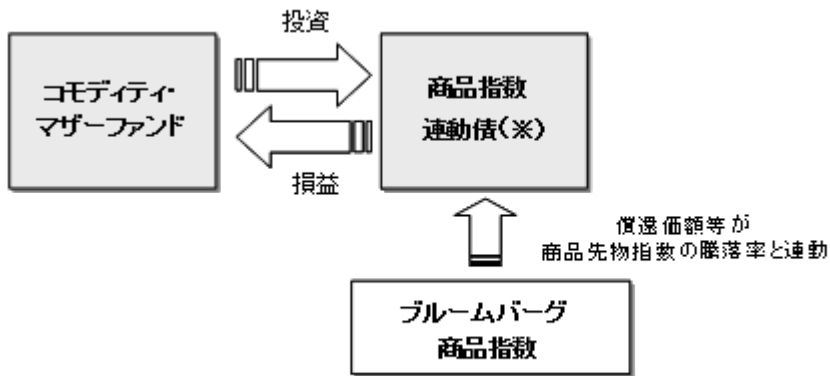 投資
コモディティ・
マザーファンド
商品指数
連動債(※)
損益
償還価額等が
商品先物指数の騰落率と連動
ブルームバーグ
商品指数